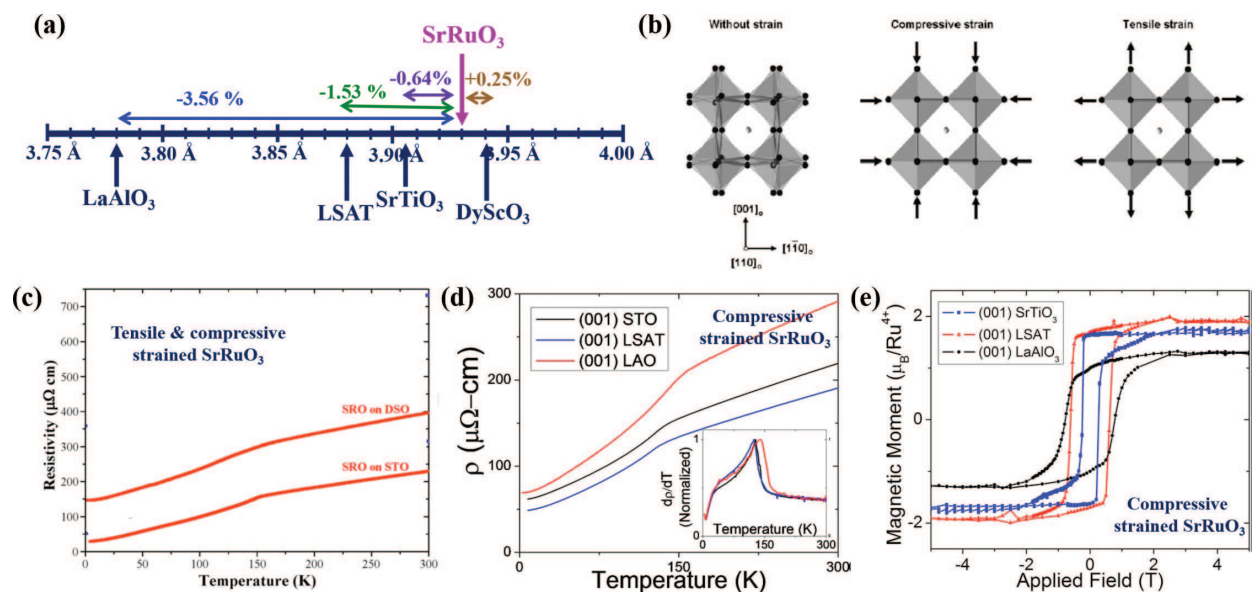 (a)
SrRuO3
-0.64%
+0.25%
-1.53 %
-3.56 %
3.75 Å 3.80 Å 3.85 Å 3.90 Å 3.95 Å 4.00 Å
LaAlO3
LSAT
SrTiO3
DyScO3
(b)
Without strain
Compressive strain
Tensile strain
[001]o
[11̄0]o
[110]o
(c)
Tensile & compressive
strained SrRuO3
SRO on DSO
SRO on STO
Resistivity (μΩ cm)
700
600
500
400
300
200
150
100
50
0
0 50 100 150 200 250 300
Temperature (K)
(d)
Compressive
strained SrRuO3
(001) STO
(001) LSAT
(001) LAO
ρ (μΩ-cm)
300
200
100
0
0 150 300
Temperature (K)
dρ/dT
(Normalized)
1
Temperature (K)
0 150 300
(e)
(001) SrTiO3
(001) LSAT
(001) LaAlO3
Magnetic Moment (μB/Ru4+)
2
0
-2
-4 -2 0 2 4
Applied Field (T)
Compressive
strained SrRuO3